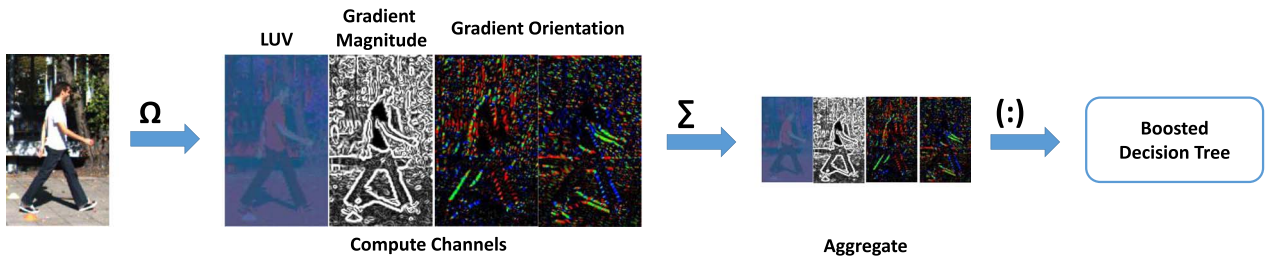 LUV
Gradient
Magnitude
Gradient Orientation
Ω
Σ
(:)
Boosted
Decision Tree
Compute Channels
Aggregate